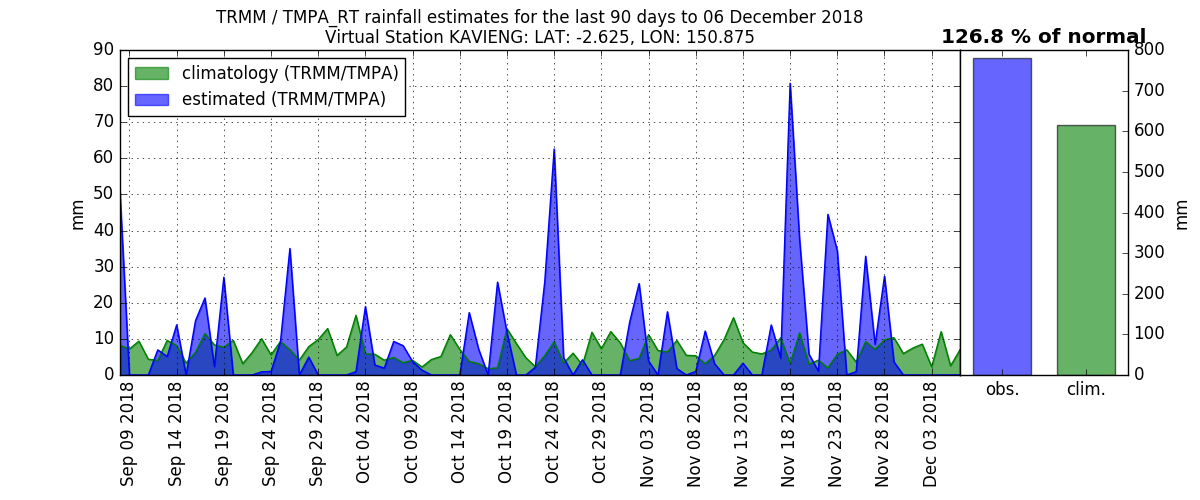 TRMM / TMPA_RT rainfall estimates for the last 90 days to 06 December 2018
Virtual Station KAVIENG: LAT: -2.625, LON: 150.875
126.8 % of normal
climatology (TRMM/TMPA)
estimated (TRMM/TMPA)
mm
90
80
70
60
50
40
30
20
10
0
Sep 09 2018
Sep 14 2018
Sep 19 2018
Sep 24 2018
Sep 29 2018
Oct 04 2018
Oct 09 2018
Oct 14 2018
Oct 19 2018
Oct 24 2018
Oct 29 2018
Nov 03 2018
Nov 08 2018
Nov 13 2018
Nov 18 2018
Nov 23 2018
Nov 28 2018
Dec 03 2018
obs.
clim.
800
700
600
500
400
300
200
100
0
mm